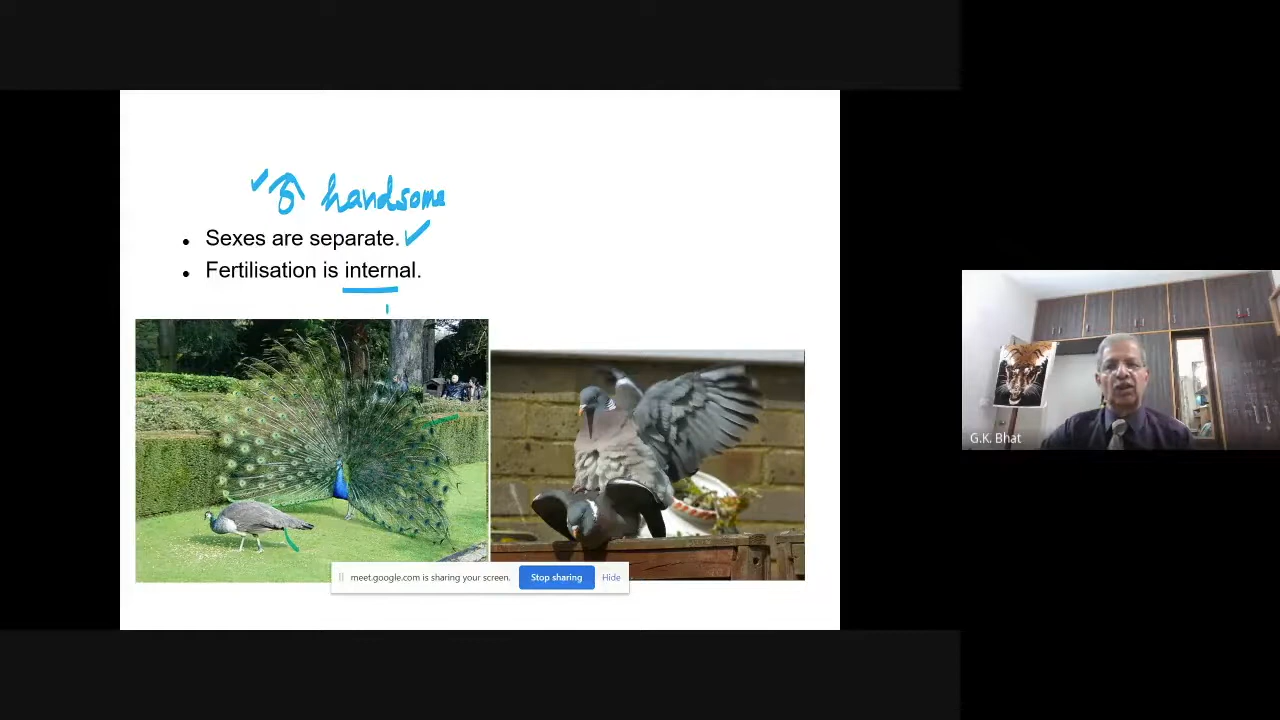 handsome
• Sexes are separate.
• Fertilisation is internal.
meet.google.com is sharing your screen. Stop sharing Hide
G.K. Bhat